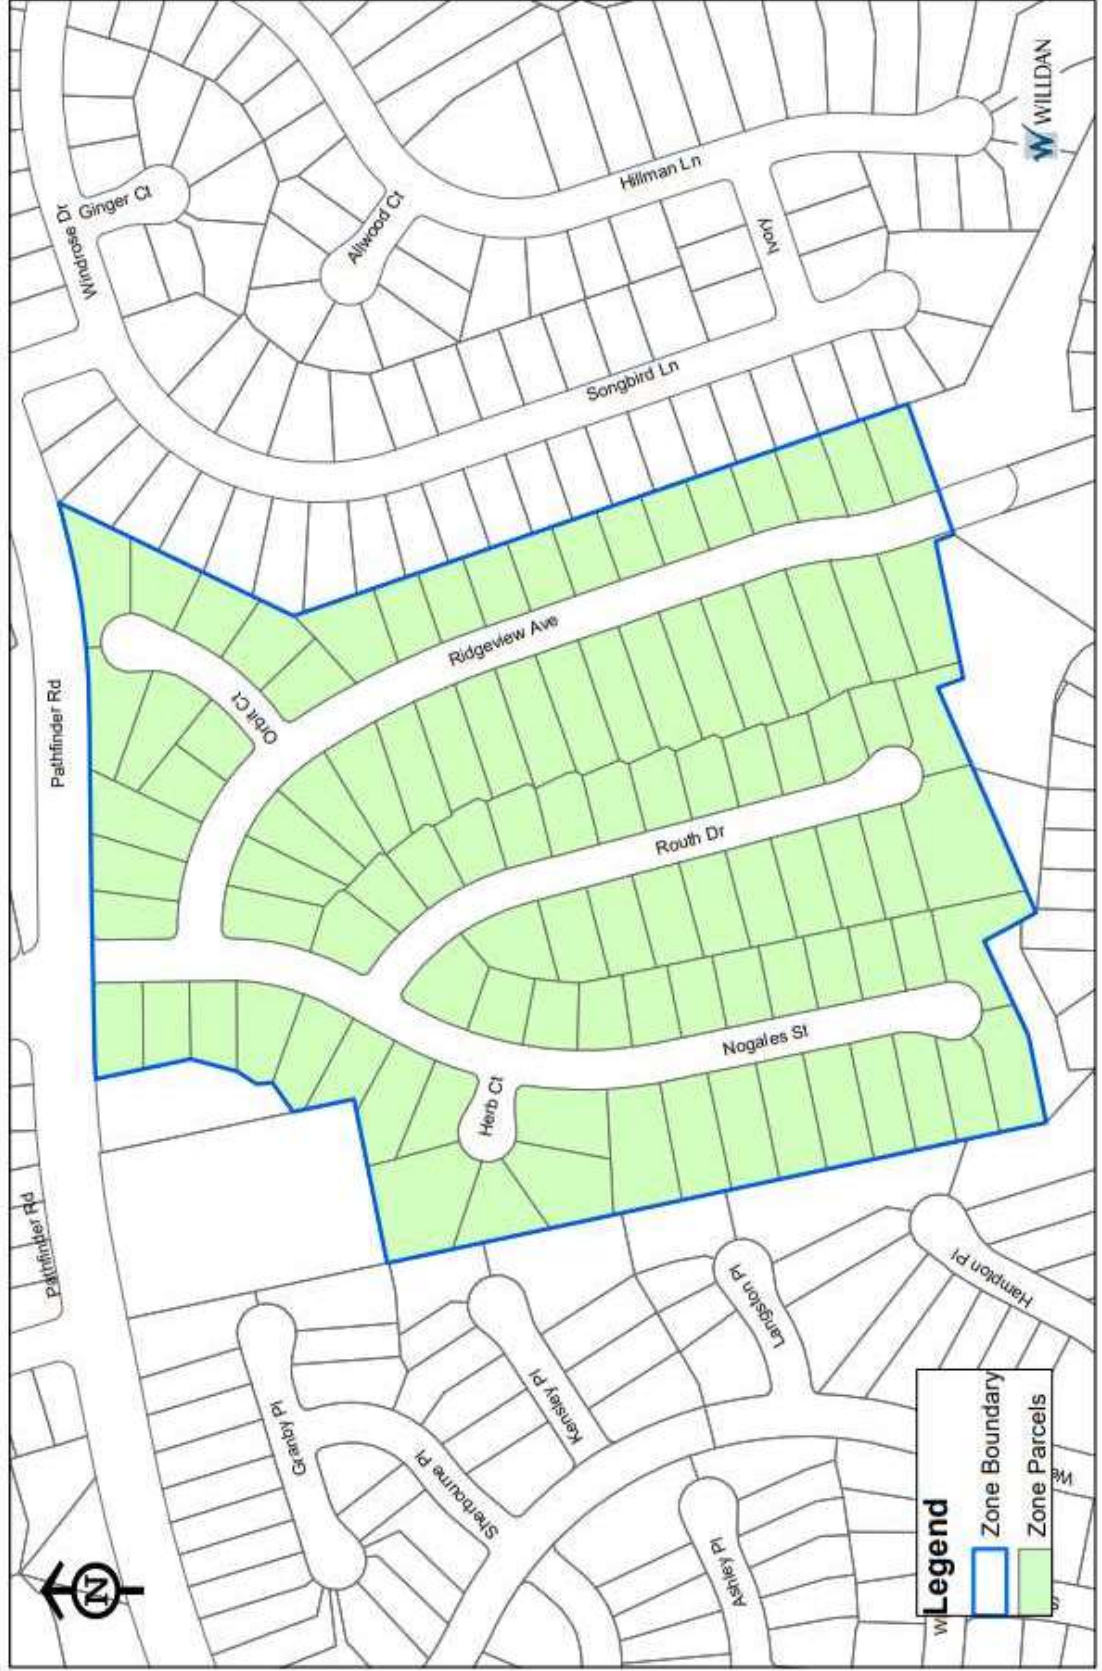 WILLDAN
Windrose Dr
Ginger Ct
Allwood Ct
Hillman Ln
Ivory
Songbird Ln
Pathfinder Rd
Orbit Ct
Ridgeview Ave
Routh Dr
Nogales St
Herb Ct
Pathfinder Rd
Granby Pl
Sherbourne Pl
Kensley Pl
Langston Pl
Hampton Pl
Ashley Pl
We
W
s
N
Legend
Zone Boundary
Zone Parcels